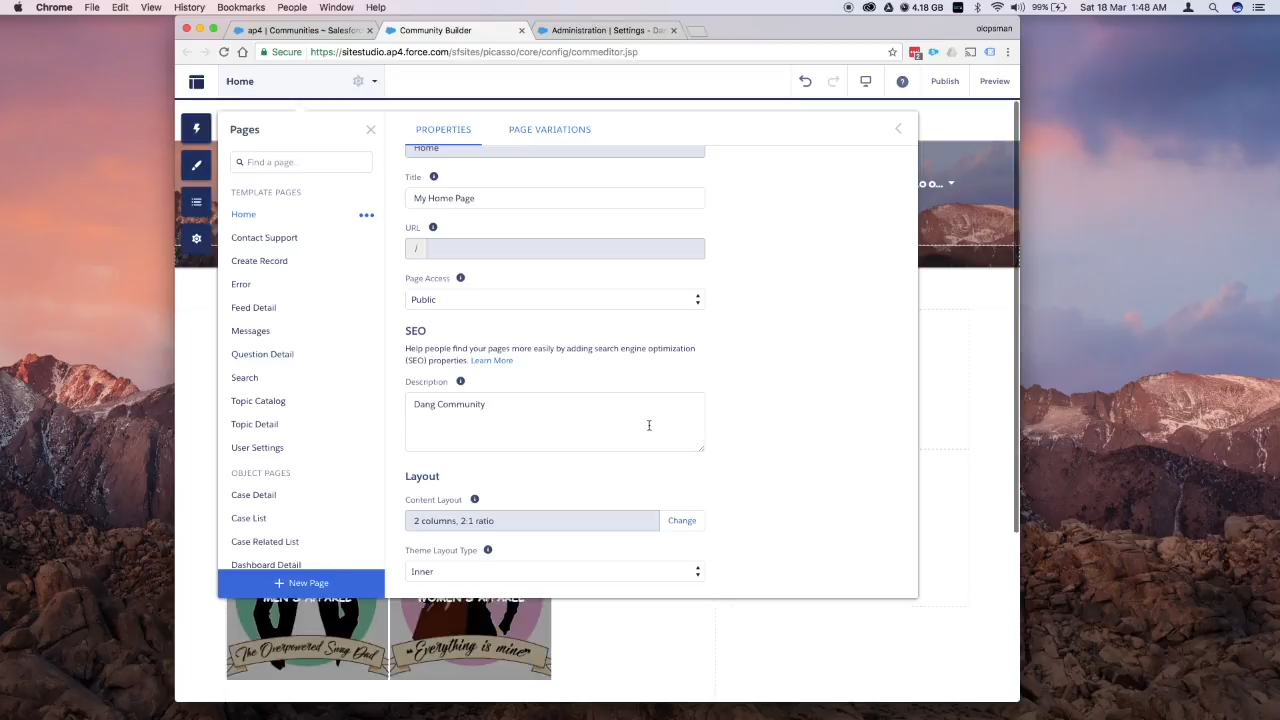 Chrome File Edit View History Bookmarks People Window Help
4.18 GB 99% Sat 18 Mar 1:48 AM
ap4 | Communities ~ Salesforc
Community Builder
Administration | Settings - Dan
olopsman
Secure https://sitestudio.ap4.force.com/sfsites/picasso/core/config/commeditor.jsp
Home
Publish
Preview
Pages
Find a page...
TEMPLATE PAGES
Home
Contact Support
Create Record
Error
Feed Detail
Messages
Question Detail
Search
Topic Catalog
Topic Detail
User Settings
OBJECT PAGES
Case Detail
Case List
Case Related List
Dashboard Detail
New Page
PROPERTIES PAGE VARIATIONS
Home
Title
My Home Page
URL
/
Page Access
Public
SEO
Help people find your pages more easily by adding search engine optimization
(SEO) properties. Learn More
Description
Dang Community
Layout
Content Layout
2 columns, 2:1 ratio
Change
Theme Layout Type
Inner
o o...
MEN'S APPAREL
WOMEN'S APPAREL
The Overpowered Snug Dad
"Everything is mine"